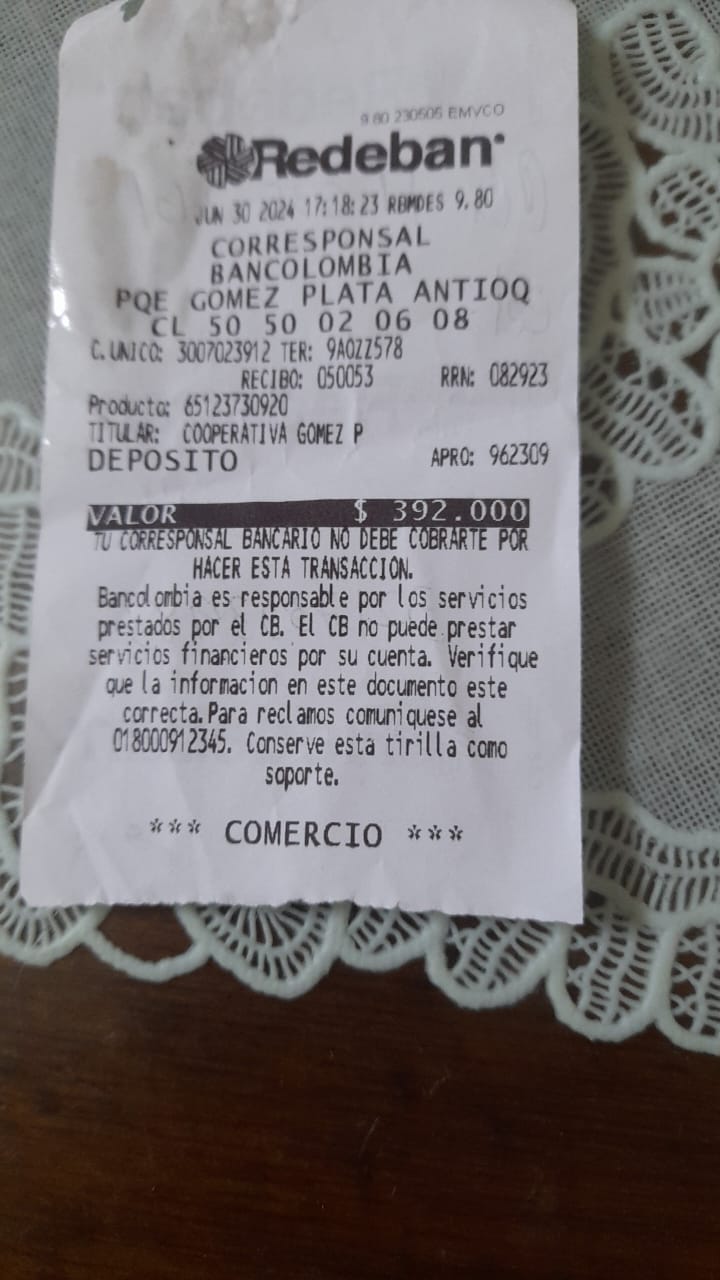 9.80 230505 EMVCO
Redeban
JUN 30 2024 17:18:23 RBMDES 9.80
CORRESPONSAL
BANCOLOMBIA
PQE GOMEZ PLATA ANTIOQ
CL 50 50 02 06 08
C.UNICO: 3007023912 TER: 9AOZZ578
RECIBO: 050053 RRN: 082923
Producto: 65123730920
TITULAR: COOPERATIVA GOMEZ P
DEPOSITO APRO: 962309
VALOR $ 392.000
TU CORRESPONSAL BANCARIO NO DEBE COBRARTE POR
HACER ESTA TRANSACCION.
Bancolombia es responsable por los servicios
prestados por el CB. El CB no puede prestar
servicios financieros por su cuenta. Verifique
que la informacion en este documento este
correcta.Para reclamos comuniquese al
018000912345. Conserve esta tirilla como
soporte.
*** COMERCIO ***